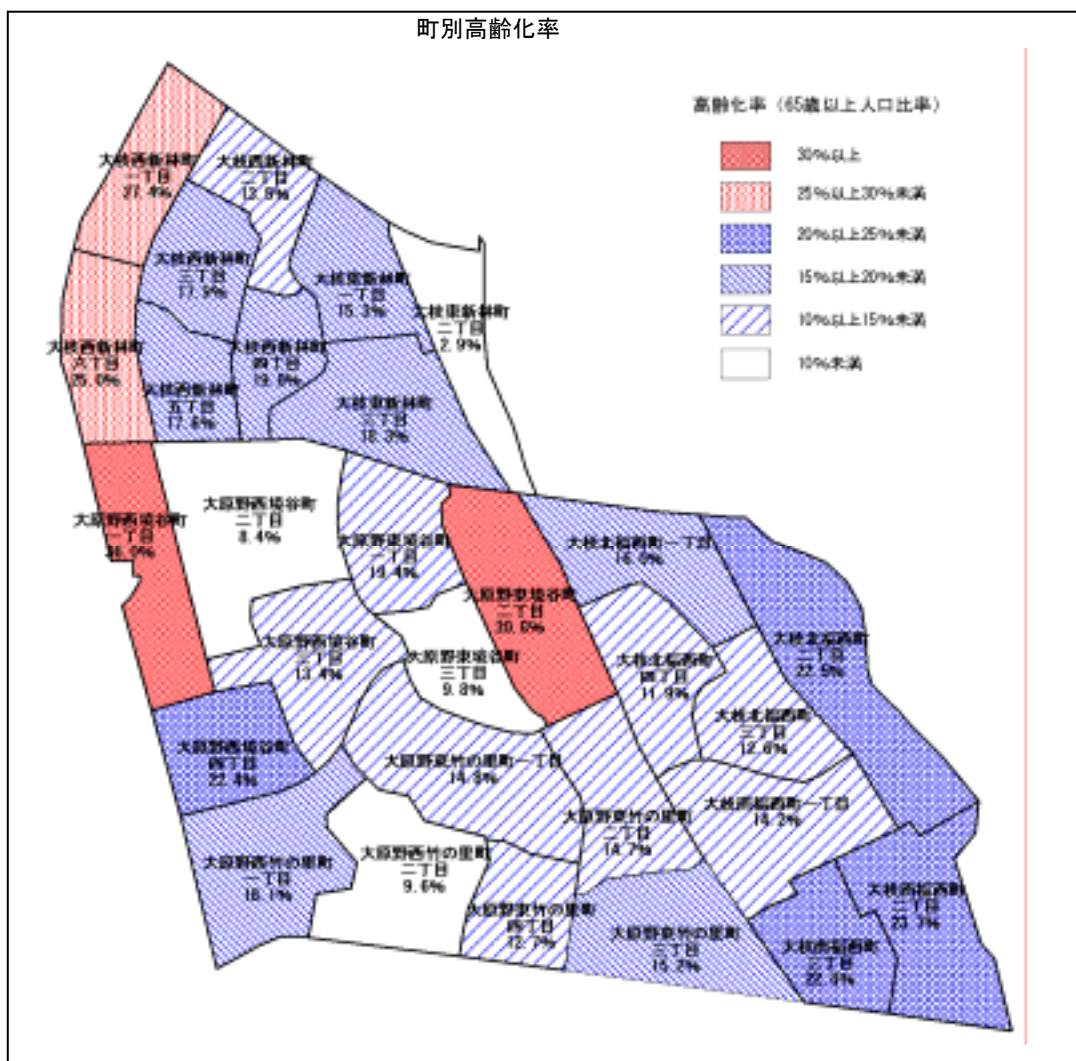 町別高齢化率
高齢化率（65歳以上人口比率）
30%以上
25%以上30%未満
20%以上25%未満
15%以上20%未満
10%以上15%未満
10%未満
大枝西新林町
一丁目
27.4%
大枝西新林町
二丁目
13.9%
大枝西新林町
三丁目
17.9%
大枝東新林町
一丁目
15.3%
大枝東新林町
二丁目
2.9%
大枝西新林町
六丁目
25.0%
大枝西新林町
四丁目
大枝西新林町
五丁目
17.6%
大枝東新林町
三丁目
18.3%
大原野西境谷町
一丁目
大原野西境谷町
二丁目
8.4%
大原野東境谷町
一丁目
大枝北福西町一丁目
大原野東境谷町
二丁目
大原野西境谷町
三丁目
13.4%
大原野東境谷町
三丁目
9.8%
大枝北福西町
四丁目
11.9%
大枝北福西町
二丁目
22.5%
大枝北福西町
三丁目
12.6%
大原野西境谷町
四丁目
22.4%
大原野東竹の里町一丁目
14.8%
大枝南福西町一丁目
14.2%
大原野東竹の里町
二丁目
14.7%
大原野西竹の里町
一丁目
大原野西竹の里町
二丁目
9.6%
大原野東竹の里町
四丁目
12.7%
大原野東竹の里町
三丁目
15.2%
大枝南福西町
二丁目
23.7%
大枝南福西町
三丁目